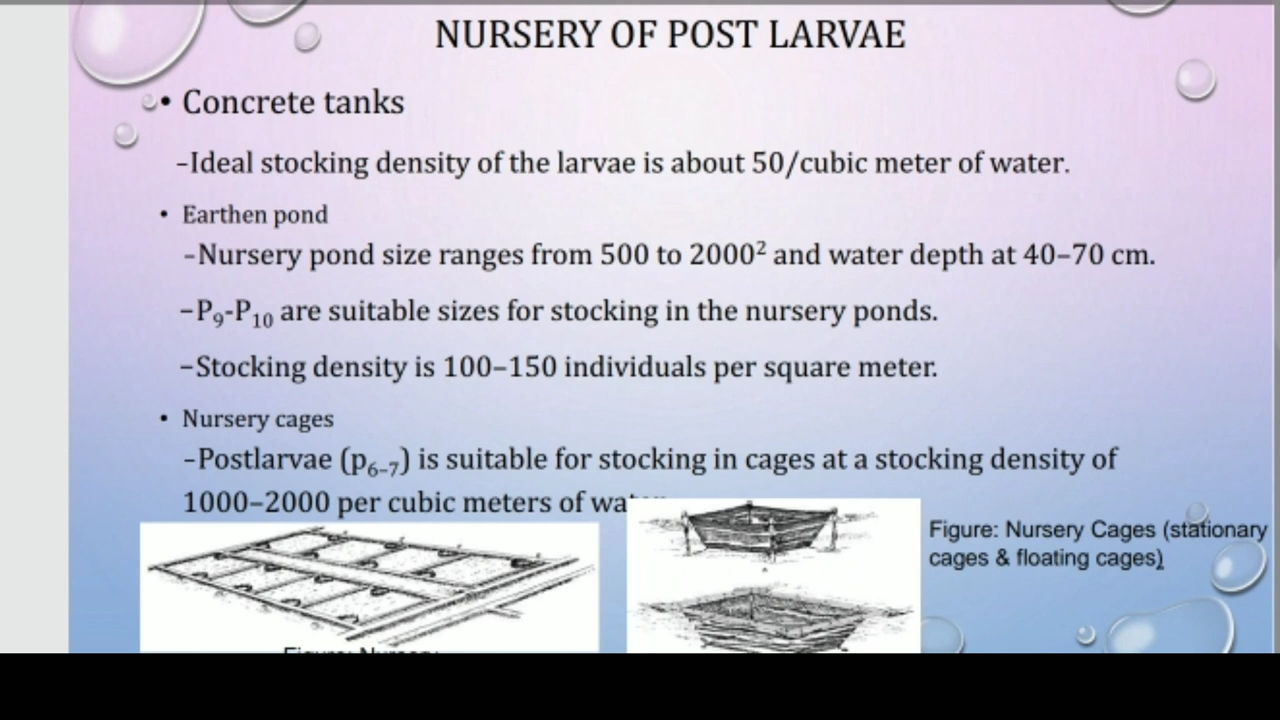 NURSERY OF POST LARVAE
• Concrete tanks
–Ideal stocking density of the larvae is about 50/cubic meter of water.
• Earthen pond
–Nursery pond size ranges from 500 to 2000² and water depth at 40–70 cm.
–P₉-P₁₀ are suitable sizes for stocking in the nursery ponds.
–Stocking density is 100–150 individuals per square meter.
• Nursery cages
–Postlarvae (p₆₋₇) is suitable for stocking in cages at a stocking density of
1000–2000 per cubic meters of
Figure: Nursery Cages (stationary
cages & floating cages)
Figure: Nursery